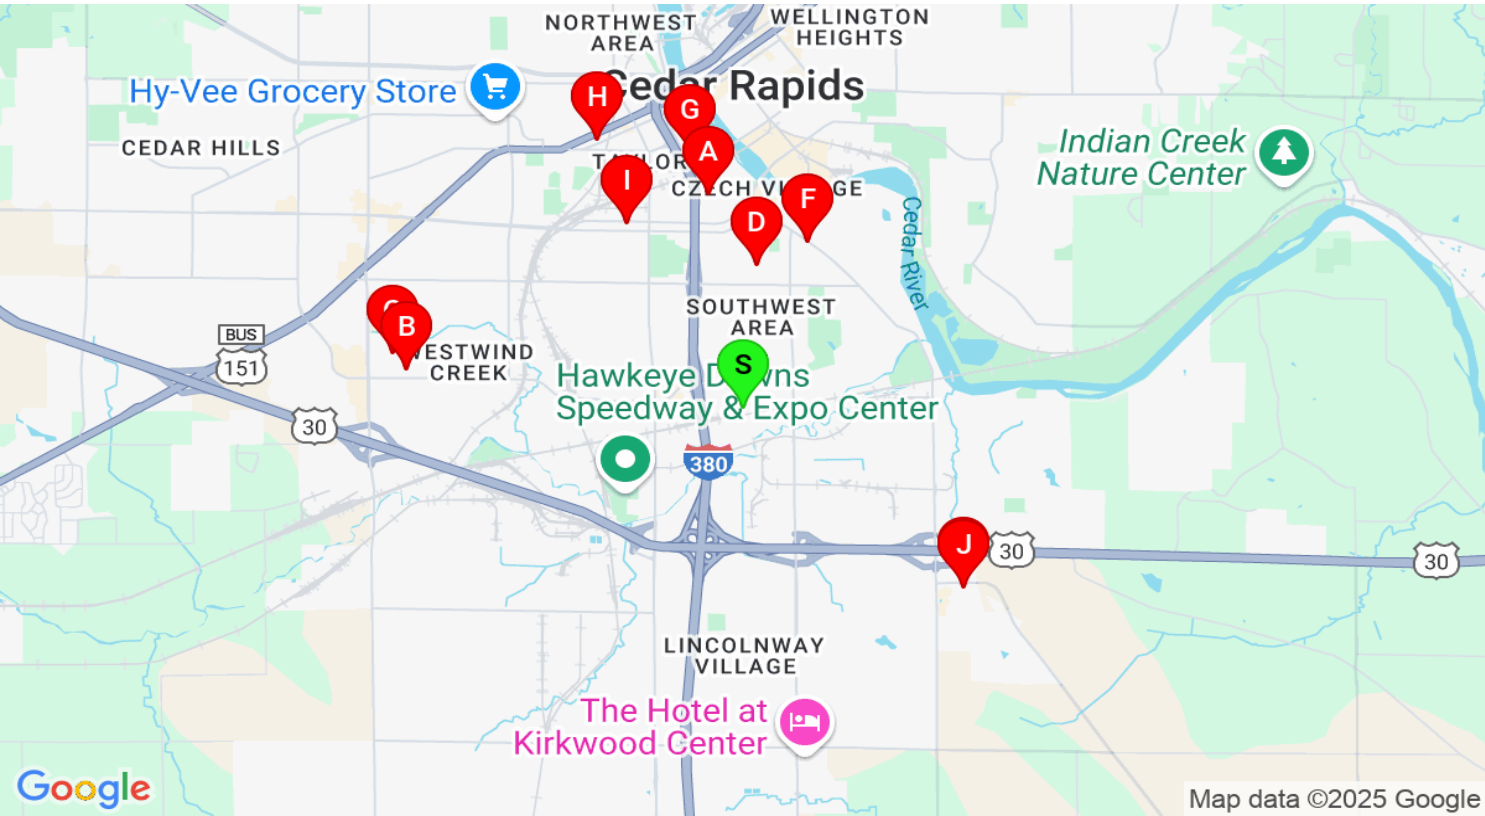 NORTHWEST
AREA
WELLINGTON
HEIGHTS
Hy-Vee Grocery Store
Cedar Rapids
H
G
CEDAR HILLS
A
TAYLOR
Indian Creek
Nature Center
I
CZECH VILLAGE
F
D
Cedar River
SOUTHWEST
AREA
B
BUS
151
WESTWIND
CREEK
S
Hawkeye Downs
Speedway & Expo Center
30
380
J
30
30
LINCOLNWAY
VILLAGE
The Hotel at
Kirkwood Center
Google
Map data ©2025 Google